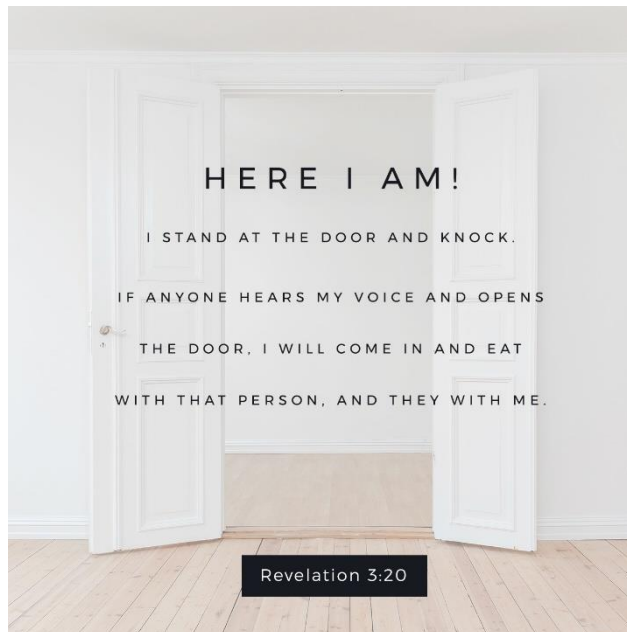 HERE I AM!
I STAND AT THE DOOR AND KNOCK.
IF ANYONE HEARS MY VOICE AND OPENS
THE DOOR, I WILL COME IN AND EAT
WITH THAT PERSON, AND THEY WITH ME.
Revelation 3:20